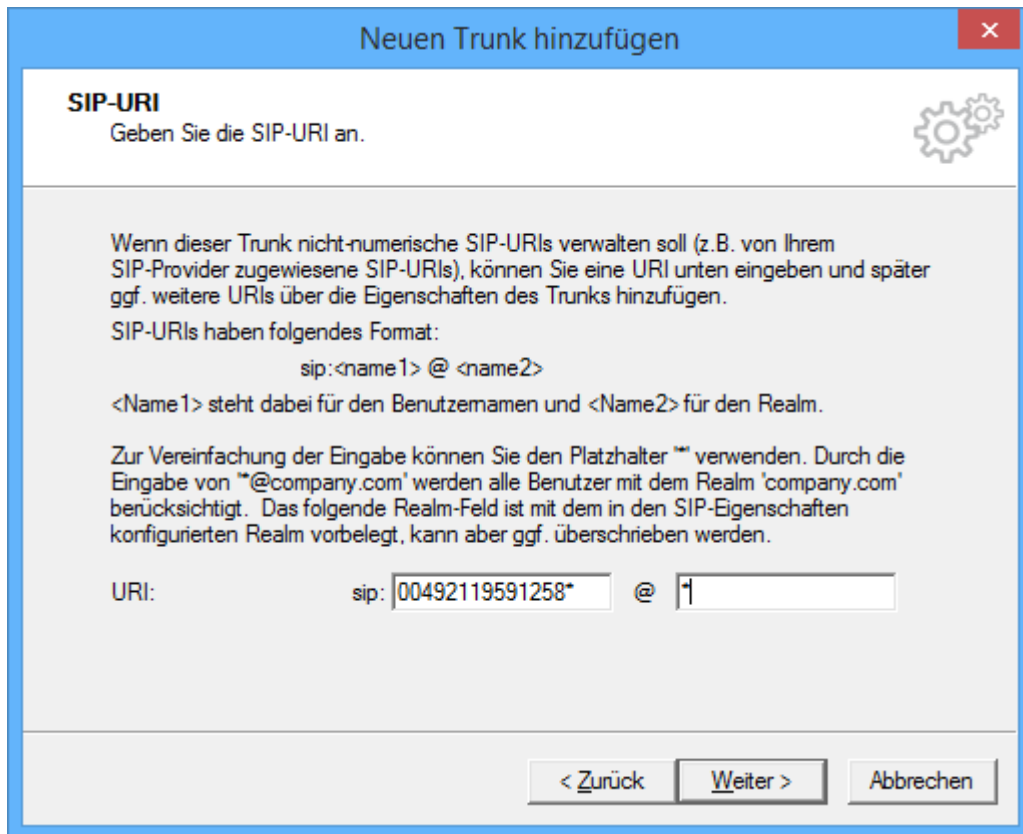 Neuen Trunk hinzufügen
SIP-URI
Geben Sie die SIP-URI an.
Wenn dieser Trunk nicht-numerische SIP-URIs verwalten soll (z.B. von Ihrem
SIP-Provider zugewiesene SIP-URIs), können Sie eine URI unten eingeben und später
ggf. weitere URIs über die Eigenschaften des Trunks hinzufügen.
SIP-URIs haben folgendes Format:
sip:<name1> @ <name2>
<Name1> steht dabei für den Benutzernamen und <Name2> für den Realm.
Zur Vereinfachung der Eingabe können Sie den Platzhalter '*' verwenden. Durch die
Eingabe von '*@company.com' werden alle Benutzer mit dem Realm 'company.com'
berücksichtigt. Das folgende Realm-Feld ist mit dem in den SIP-Eigenschaften
konfigurierten Realm vorbelegt, kann aber ggf. überschrieben werden.
URI: sip: 00492119591258* @ *
< Zurück Weiter > Abbrechen